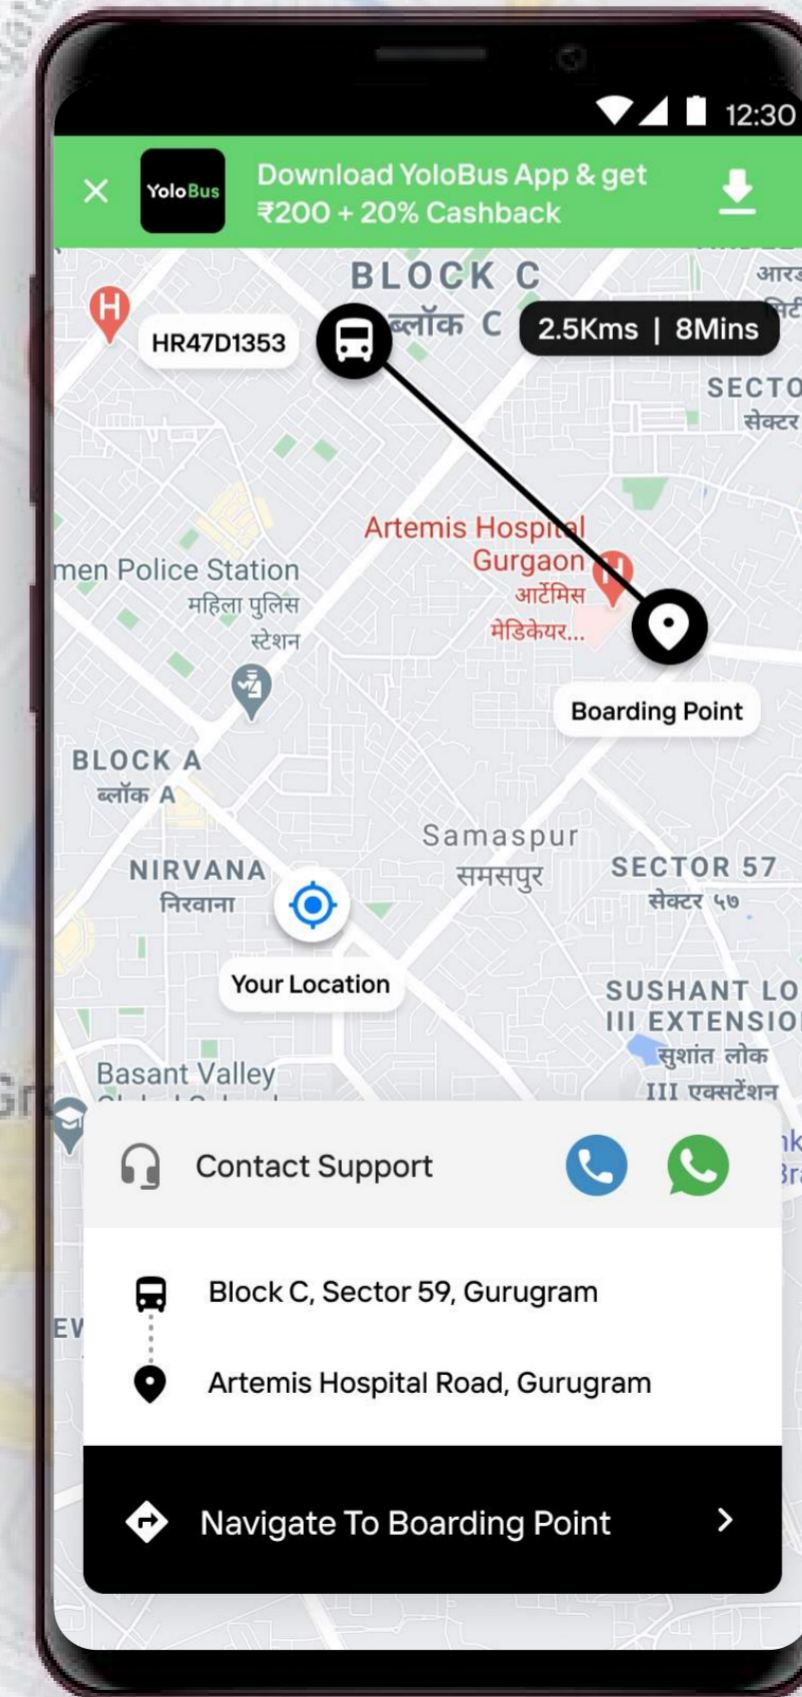 12:30
YoloBus
Download YoloBus App & get
₹200 + 20% Cashback
BLOCK C
ब्लॉक C
HR47D1353
2.5Kms | 8Mins
सेक्टर
Artemis Hospital
Gurgaon
आर्टेमिस
मेडिकेयर...
men Police Station
महिला पुलिस
स्टेशन
Boarding Point
BLOCK A
ब्लॉक A
Samaspur
समसपुर
NIRVANA
निरवाना
SECTOR 57
सेक्टर ५७
Your Location
SUSHANT LO
III EXTENSIO
सुशांत लोक
III एक्सटेंशन
Basant Valley
Contact Support
Block C, Sector 59, Gurugram
Artemis Hospital Road, Gurugram
Navigate To Boarding Point